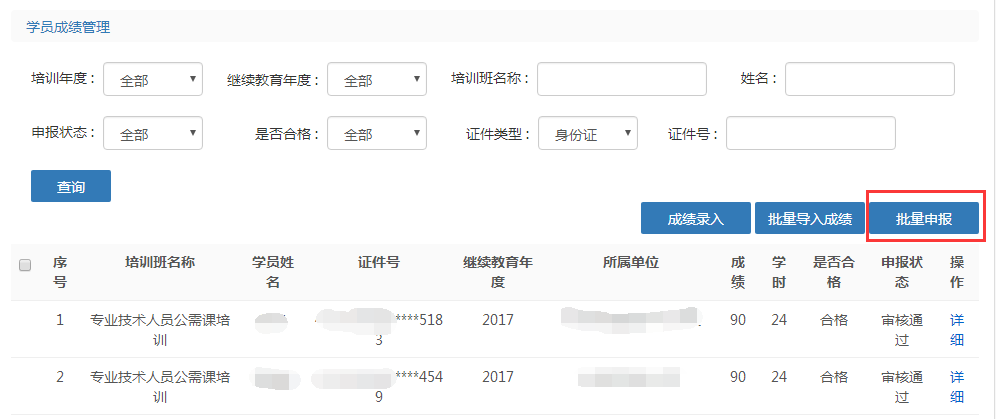 学员成绩管理
培训年度： 全部 继续教育年度： 全部 培训班名称： 姓名：
申报状态： 全部 是否合格： 全部 证件类型： 身份证 证件号：
查询
成绩录入 批量导入成绩 批量申报
序号 培训班名称 学员姓名 证件号 继续教育年度 所属单位 成绩 学时 是否合格 申报状态 操作
1 专业技术人员公需课培训 ****5183 2017 90 24 合格 审核通过 详细
2 专业技术人员公需课培训 ****4549 2017 90 24 合格 审核通过 详细